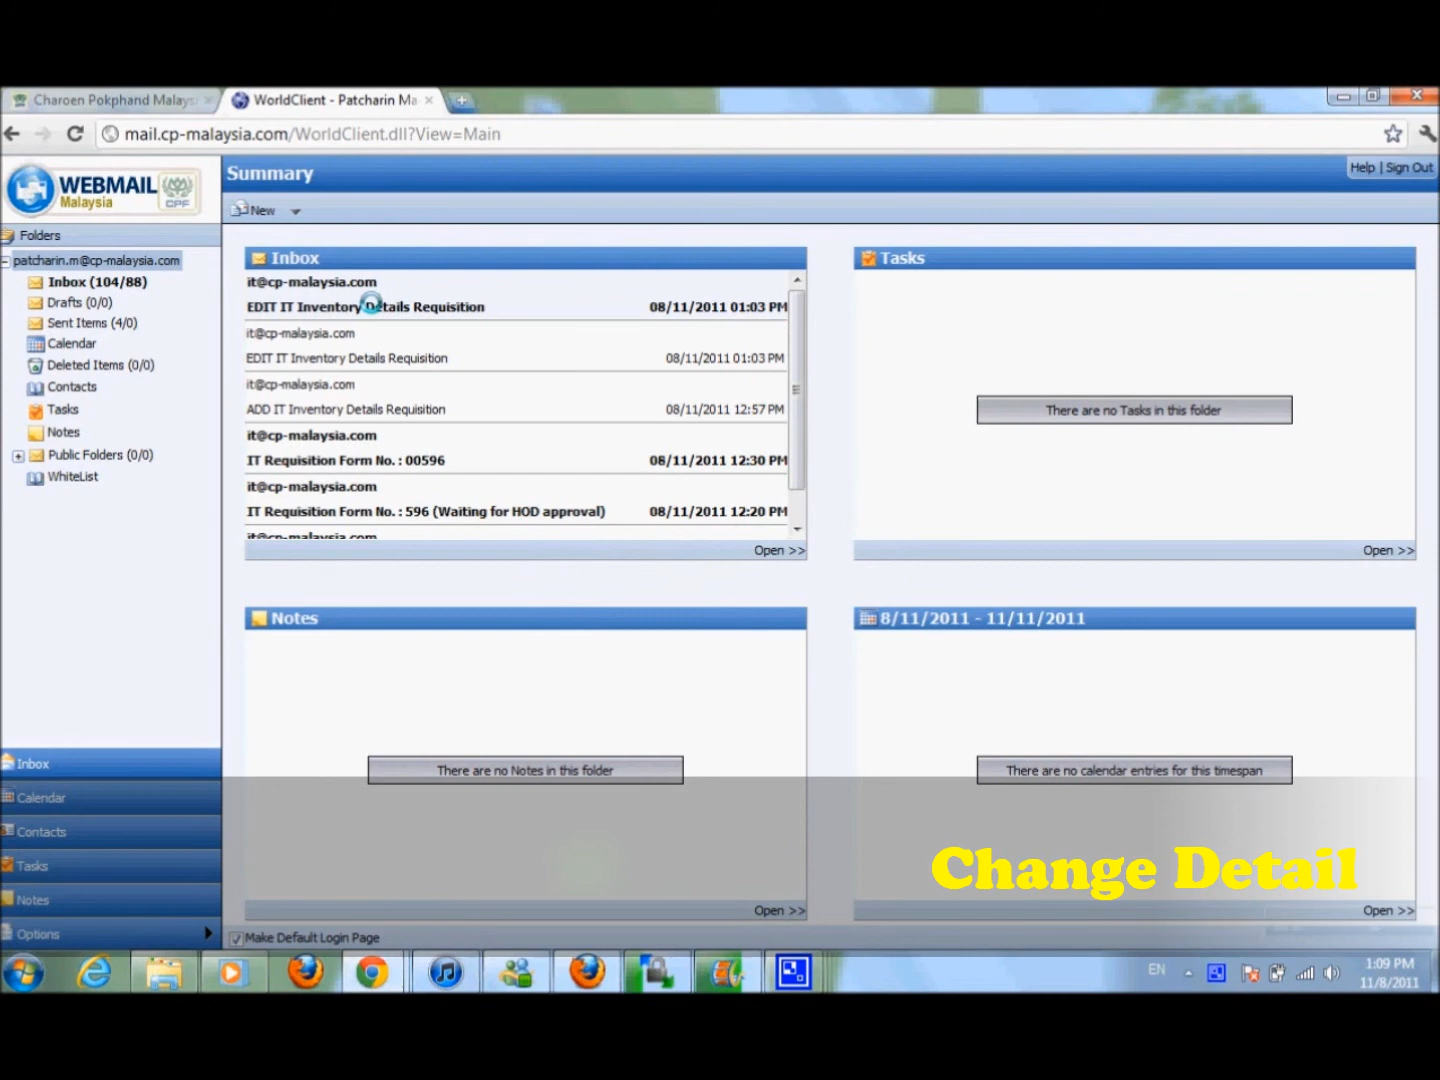 Charoen Pokphand Malays
WorldClient - Patcharin Ma
mail.cp-malaysia.com/WorldClient.dll?View=Main
WEBMAIL
Malaysia
CPF
Summary
Help | Sign Out
New
Folders
patcharin.m@cp-malaysia.com
Inbox (104/88)
Drafts (0/0)
Sent Items (4/0)
Calendar
Deleted Items (0/0)
Contacts
Tasks
Notes
Public Folders (0/0)
WhiteList
Inbox
it@cp-malaysia.com
EDIT IT Inventory Details Requisition 08/11/2011 01:03 PM
it@cp-malaysia.com
EDIT IT Inventory Details Requisition 08/11/2011 01:03 PM
it@cp-malaysia.com
ADD IT Inventory Details Requisition 08/11/2011 12:57 PM
it@cp-malaysia.com
IT Requisition Form No. : 00596 08/11/2011 12:30 PM
it@cp-malaysia.com
IT Requisition Form No. : 596 (Waiting for HOD approval) 08/11/2011 12:20 PM
it@cp-malaysia.com
Open >>
Tasks
There are no Tasks in this folder
Open >>
Notes
There are no Notes in this folder
Open >>
8/11/2011 - 11/11/2011
There are no calendar entries for this timespan
Open >>
Inbox
Calendar
Contacts
Tasks
Notes
Options
Make Default Login Page
Change Detail
EN
1:09 PM
11/8/2011